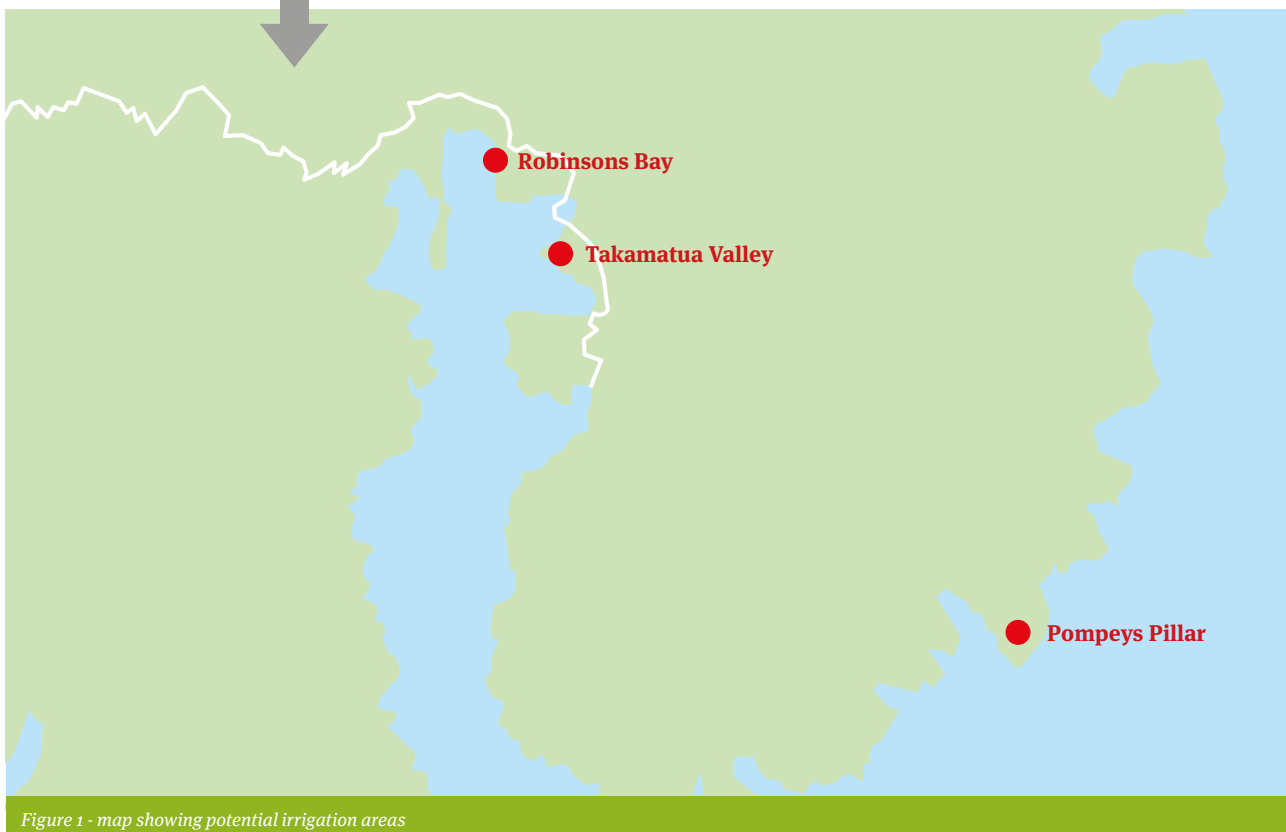 Robinsons Bay
Takamatua Valley
Pompeys Pillar
Figure 1 - map showing potential irrigation areas